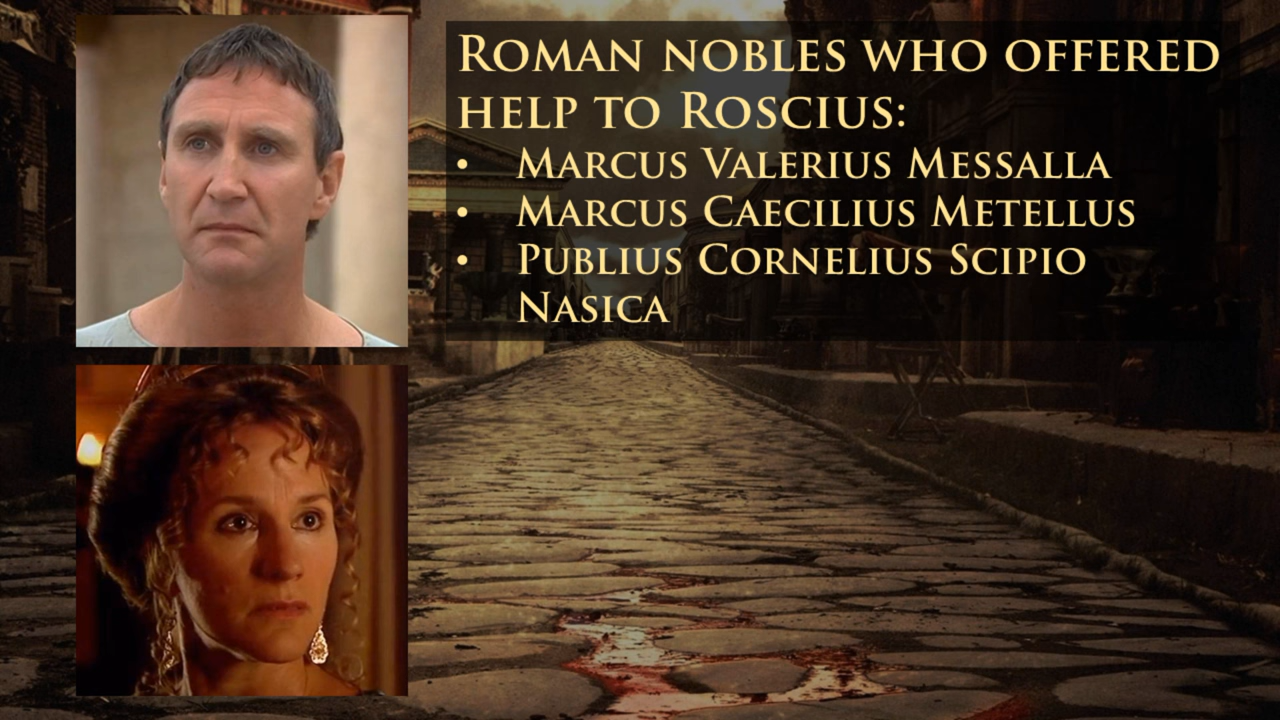 Roman nobles who offered
help to Roscius:
• Marcus Valerius Messalla
• Marcus Caecilius Metellus
• Publius Cornelius Scipio
Nasica